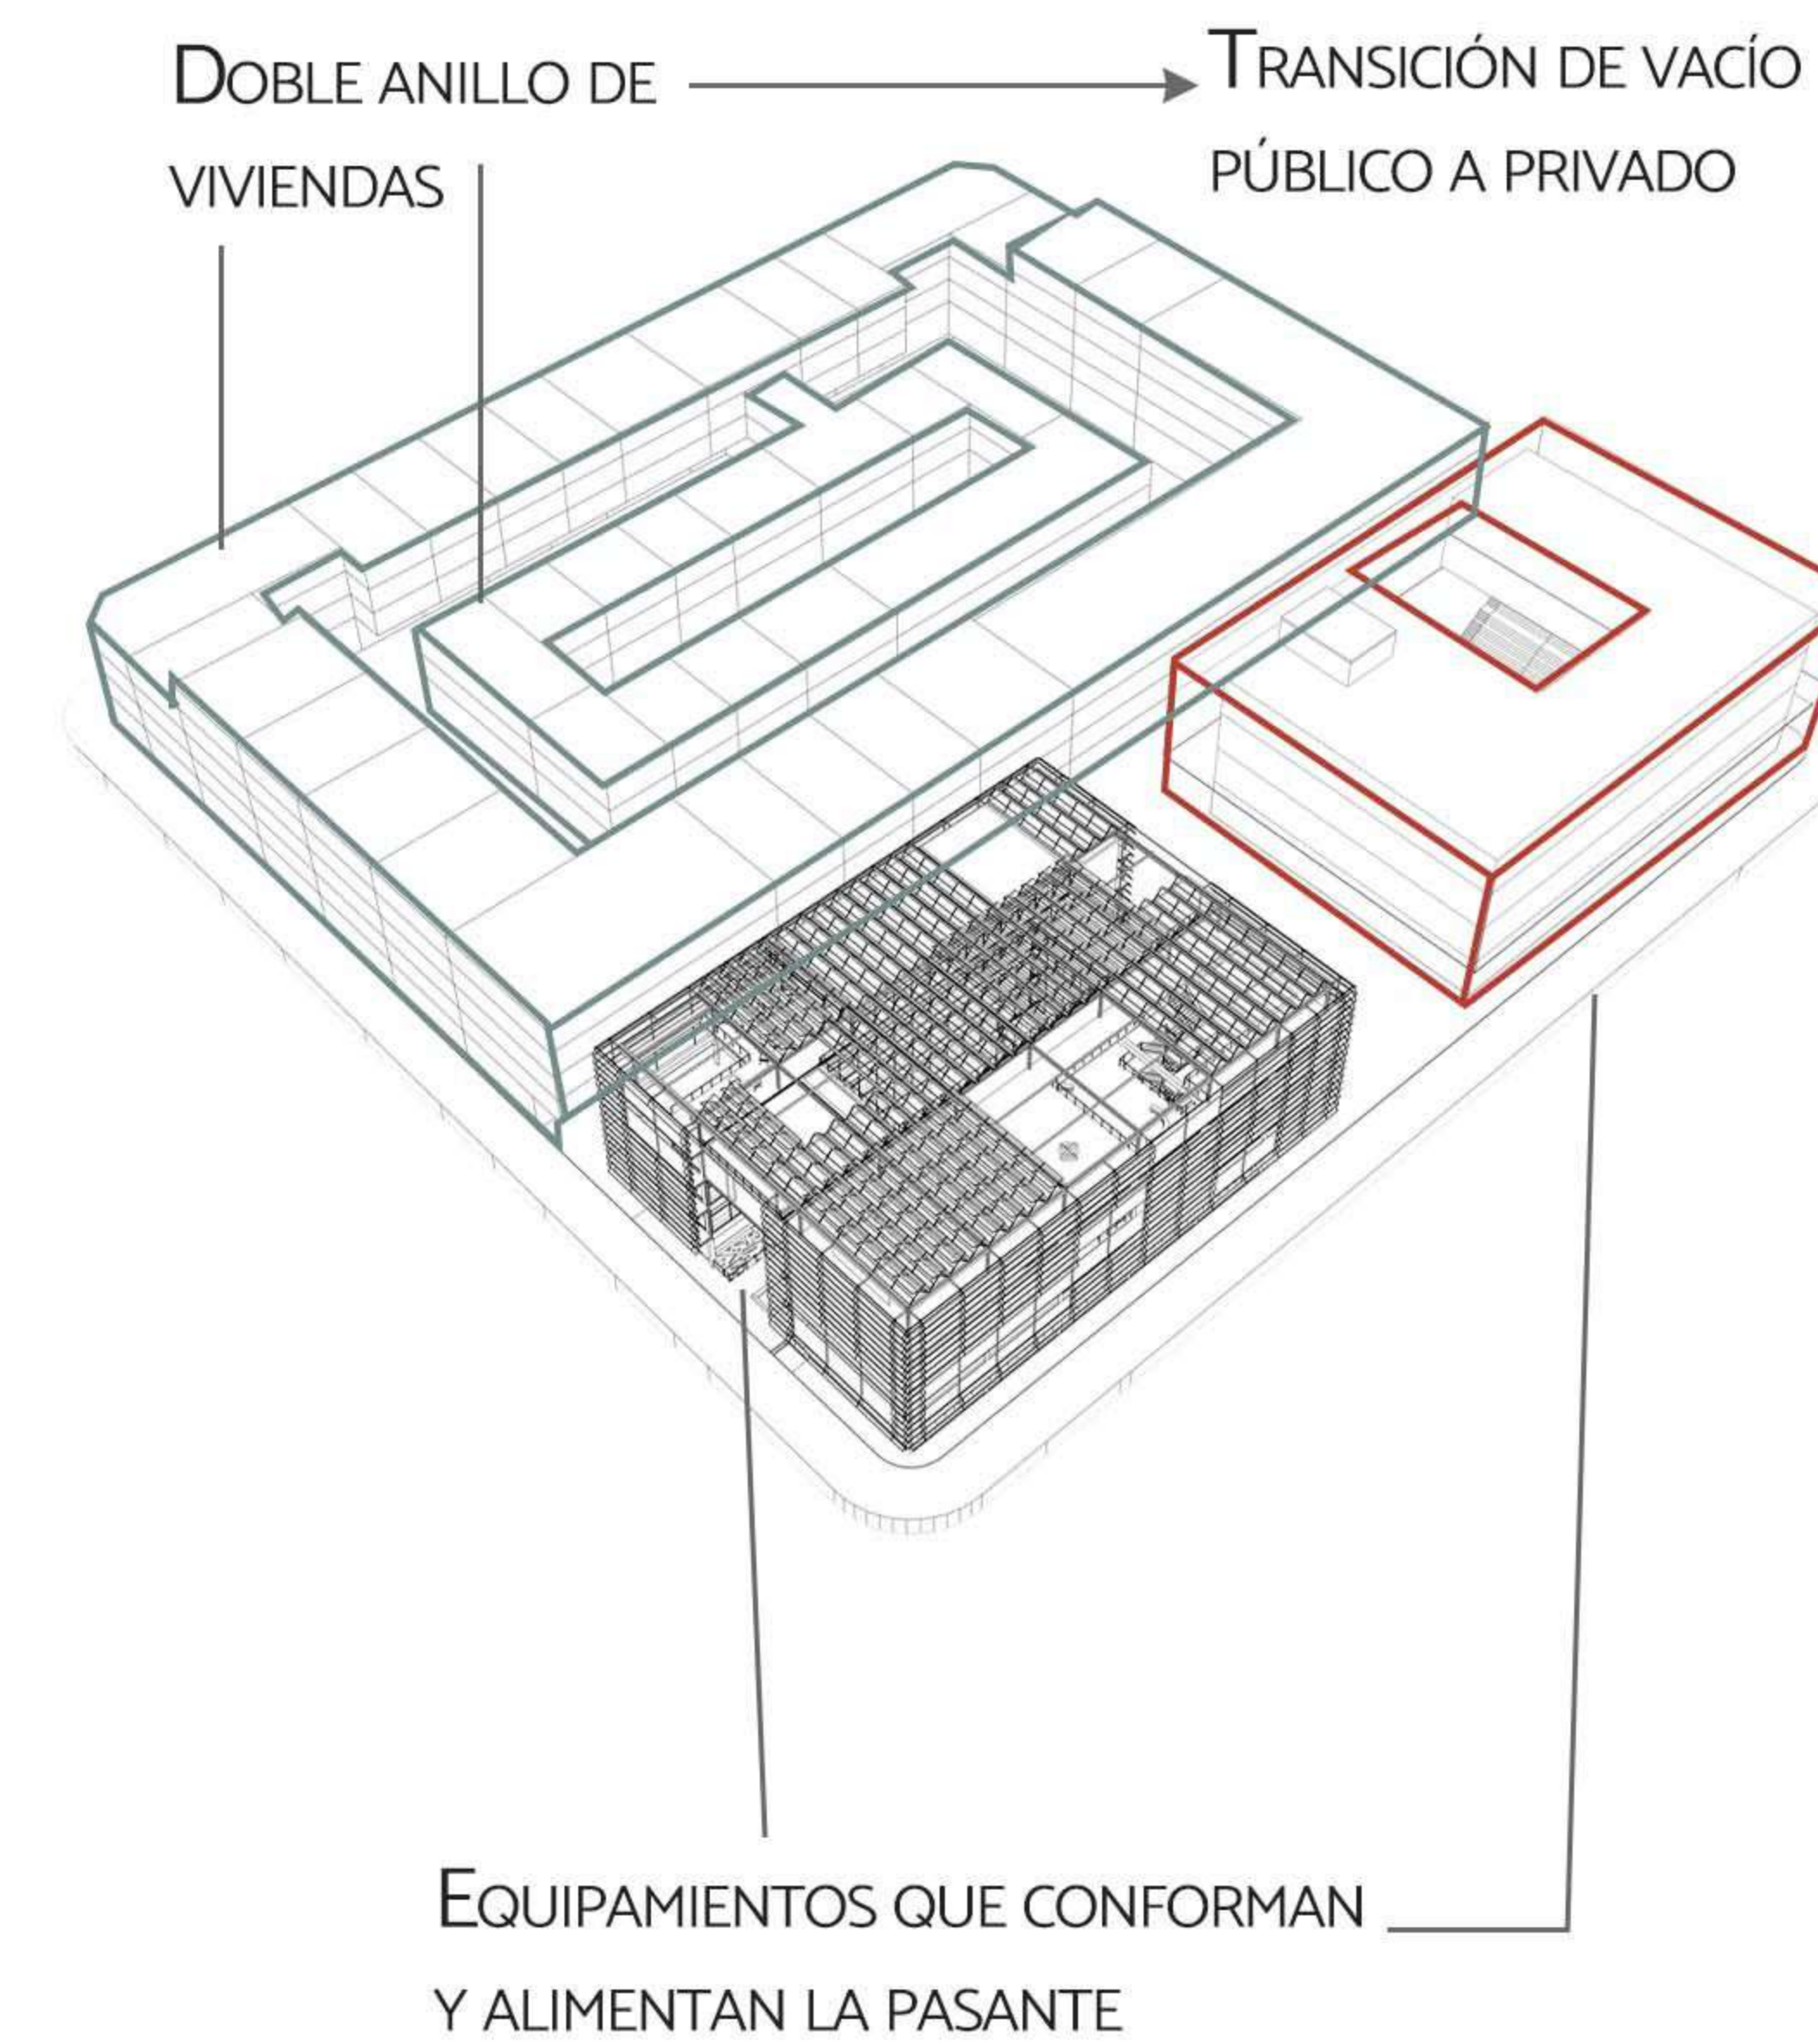 DOBLE ANILLO DE
VIVIENDAS
TRANSICIÓN DE VACÍO
PÚBLICO A PRIVADO
EQUIPAMIENTOS QUE CONFORMAN
Y ALIMENTAN LA PASANTE